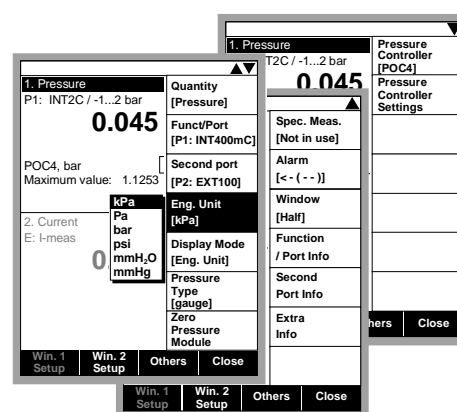 1. Pressure
P1: INT2C / -1...2 bar
0.045
POC4, bar
Maximum value: 1.1253
2. Current
E: I-meas
0
kPa
Pa
bar
psi
mmH₂O
mmHg
Quantity
[Pressure]
Funct/Port
[P1: INT400mC]
Second port
[P2: EXT100]
Eng. Unit
[kPa]
Display Mode
[Eng. Unit]
Pressure
Type
[gauge]
Zero
Pressure
Module
Win. 1
Setup
Win. 2
Setup
Others
Close
Spec. Meas.
[Not in use]
Alarm
[< - ( - - )]
Window
[Half]
Function
/ Port Info
Second
Port Info
Extra
Info
Win. 1
Setup
Win. 2
Setup
Others
Close
1. Pressure
T2C / -1...2 bar
0.045
Pressure
Controller
[POC4]
Pressure
Controller
Settings
hers
Close